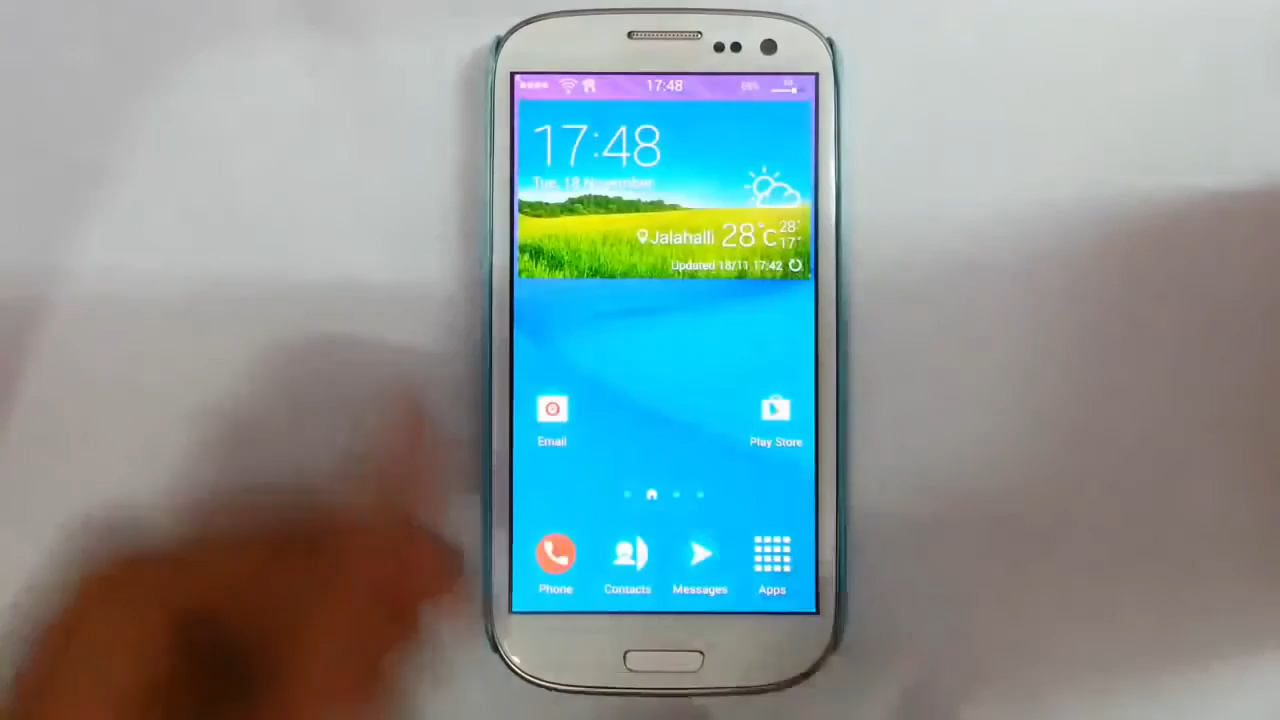 17:48
17:48
Tue, 18 November
28°
Jalahalli 28°C
17°
Updated 18/11 17:42
Email
Play Store
Phone
Contacts
Messages
Apps